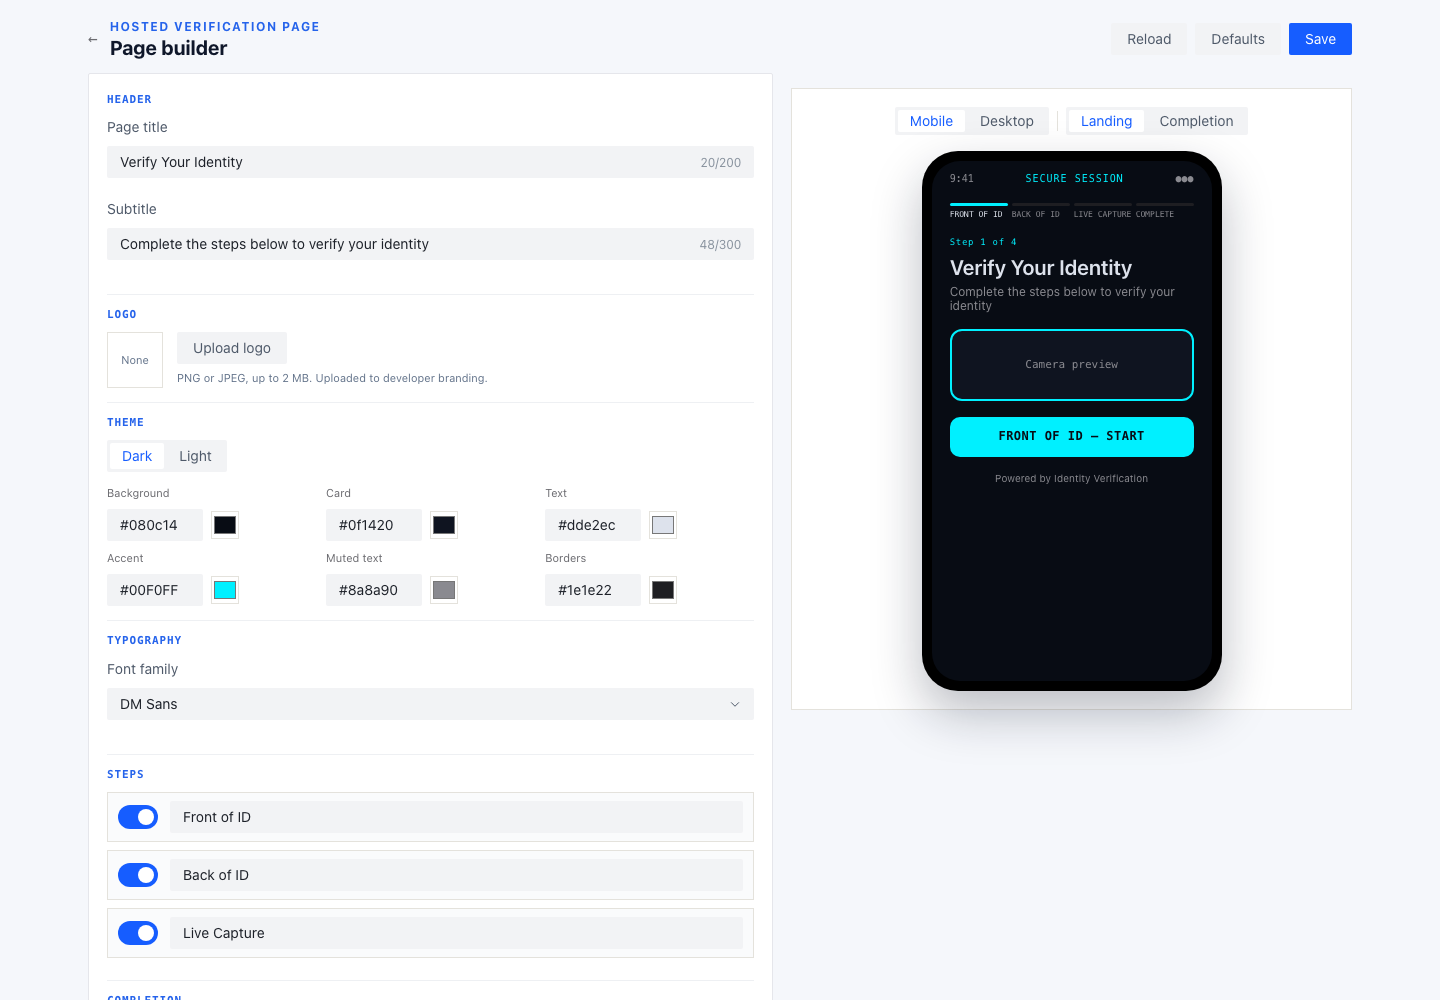 ←
HOSTED VERIFICATION PAGE
Page builder
Reload
Defaults
Save
HEADER
Page title
Verify Your Identity
20/200
Subtitle
Complete the steps below to verify your identity
48/300
LOGO
None
Upload logo
PNG or JPEG, up to 2 MB. Uploaded to developer branding.
THEME
Dark
Light
Background
Card
Text
#080c14
#0f1420
#dde2ec
Accent
Muted text
Borders
#00F0FF
#8a8a90
#1e1e22
TYPOGRAPHY
Font family
DM Sans
STEPS
Front of ID
Back of ID
Live Capture
COMPLETION
Mobile
Desktop
Landing
Completion
9:41
SECURE SESSION
●●●
FRONT OF ID
BACK OF ID
LIVE CAPTURE
COMPLETE
Step 1 of 4
Verify Your Identity
Complete the steps below to verify your
identity
Camera preview
FRONT OF ID — START
Powered by Identity Verification